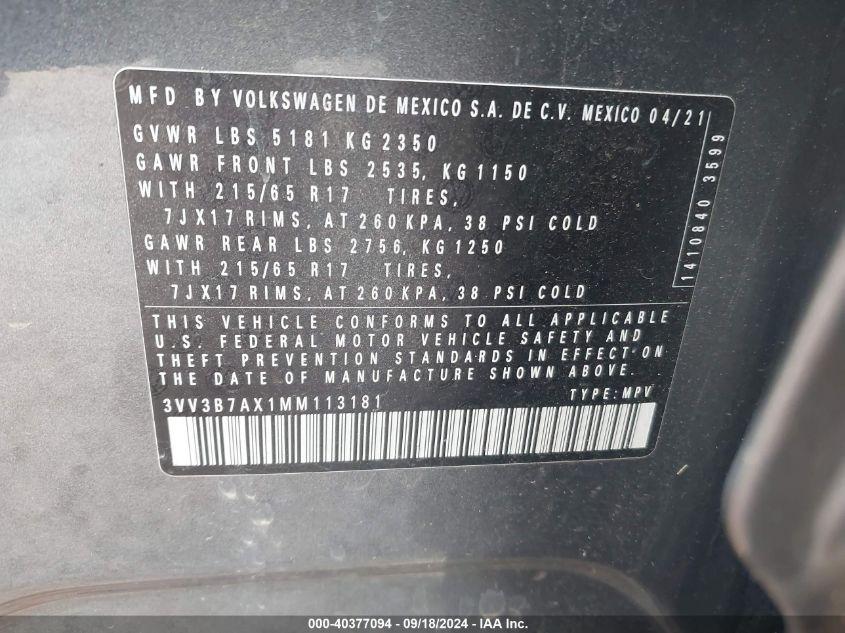 MFD BY VOLKSWAGEN DE MEXICO S.A. DE C.V. MEXICO 04/21
GVWR LBS 5181 KG 2350
GAWR FRONT LBS 2535, KG 1150
WITH 215/65 R17 TIRES,
7JX17 RIMS, AT 260 KPA, 38 PSI COLD
GAWR REAR LBS 2756, KG 1250
WITH 215/65 R17 TIRES,
7JX17 RIMS, AT 260 KPA, 38 PSI COLD
1410840 3599
THIS VEHICLE CONFORMS TO ALL APPLICABLE
U.S. FEDERAL MOTOR VEHICLE SAFETY AND
THEFT PREVENTION STANDARDS IN EFFECT ON
THE DATE OF MANUFACTURE SHOWN ABOVE.
3VV3B7AX1MM113181 TYPE: MPV
000-40377094 - 09/18/2024 - IAA Inc.